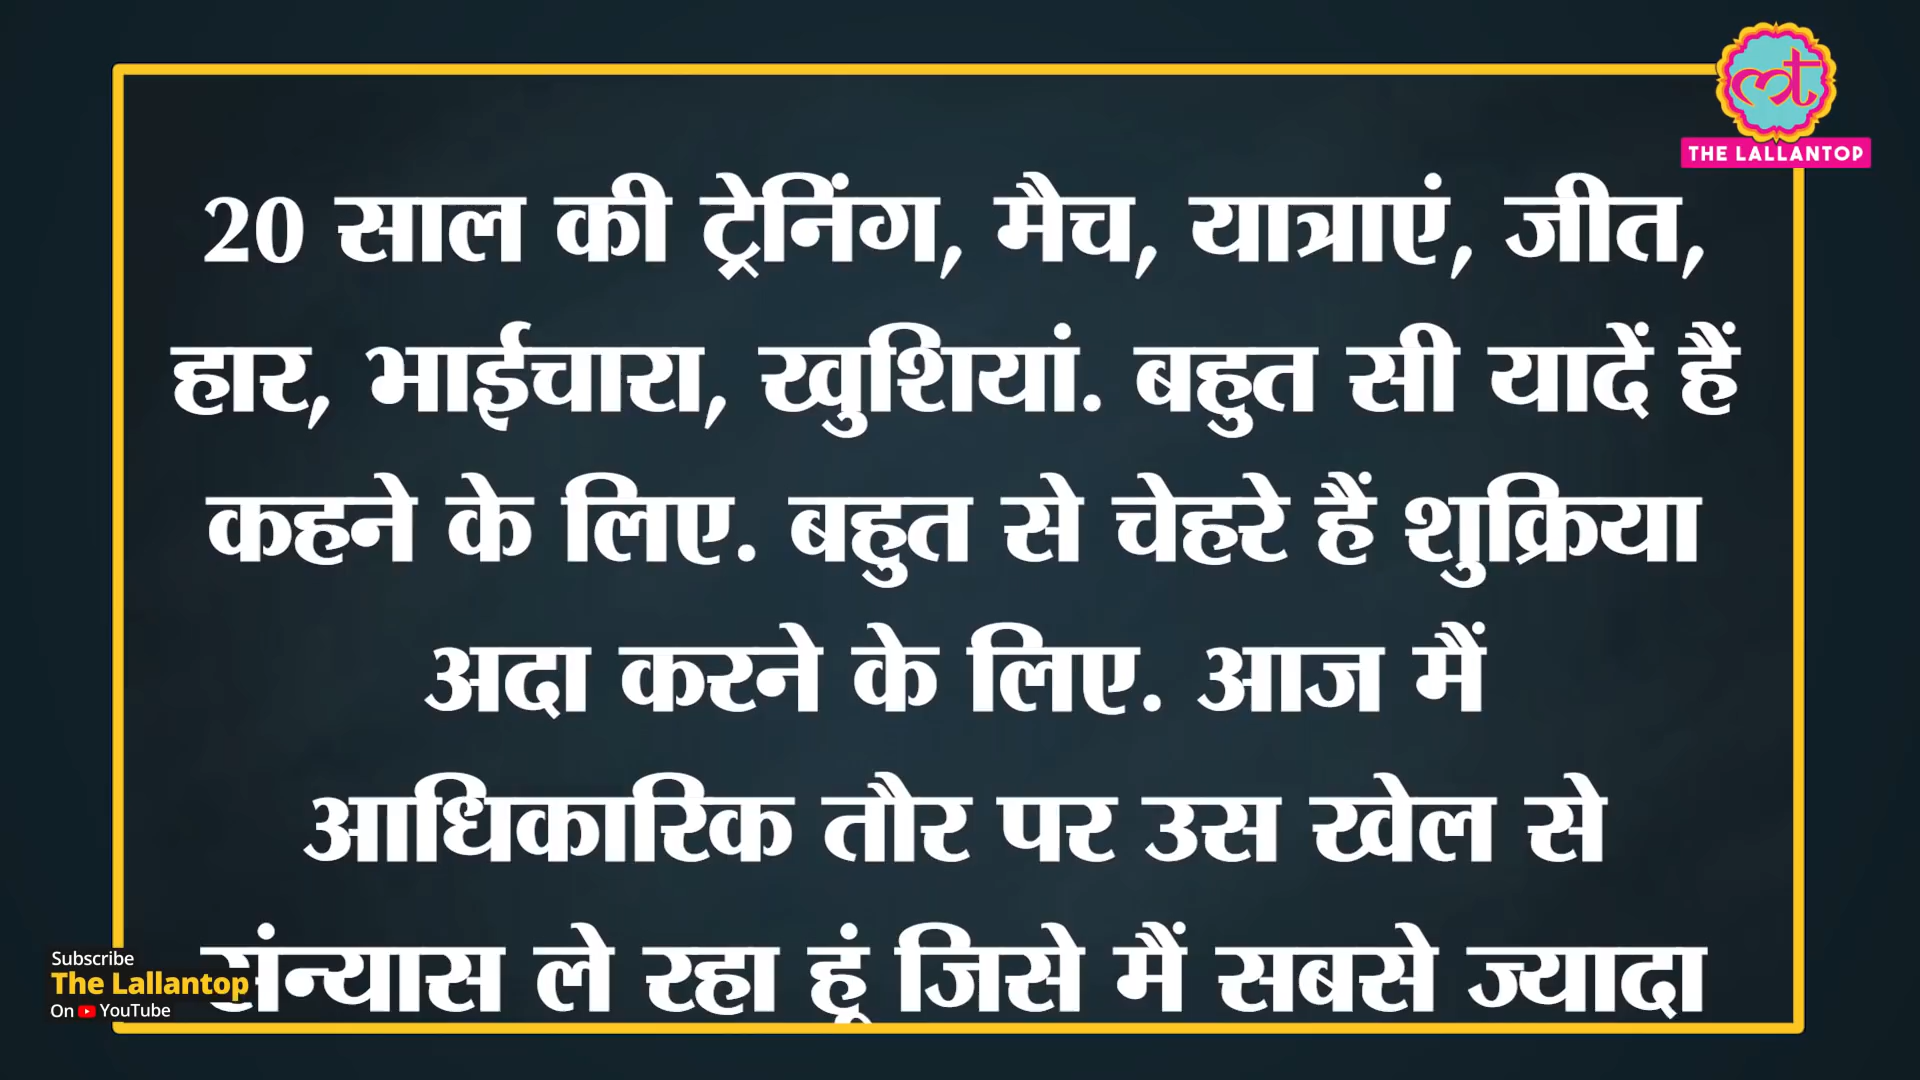 THE LALLANTOP
20 साल की ट्रेनिंग, मैच, यात्राएं, जीत,
हार, भाईचारा, खुशियां. बहुत सी यादें हैं
कहने के लिए. बहुत से चेहरे हैं शुक्रिया
अदा करने के लिए. आज मैं
आधिकारिक तौर पर उस खेल से
संन्यास ले रहा हूं जिसे मैं सबसे ज्यादा
Subscribe
The Lallantop
On YouTube